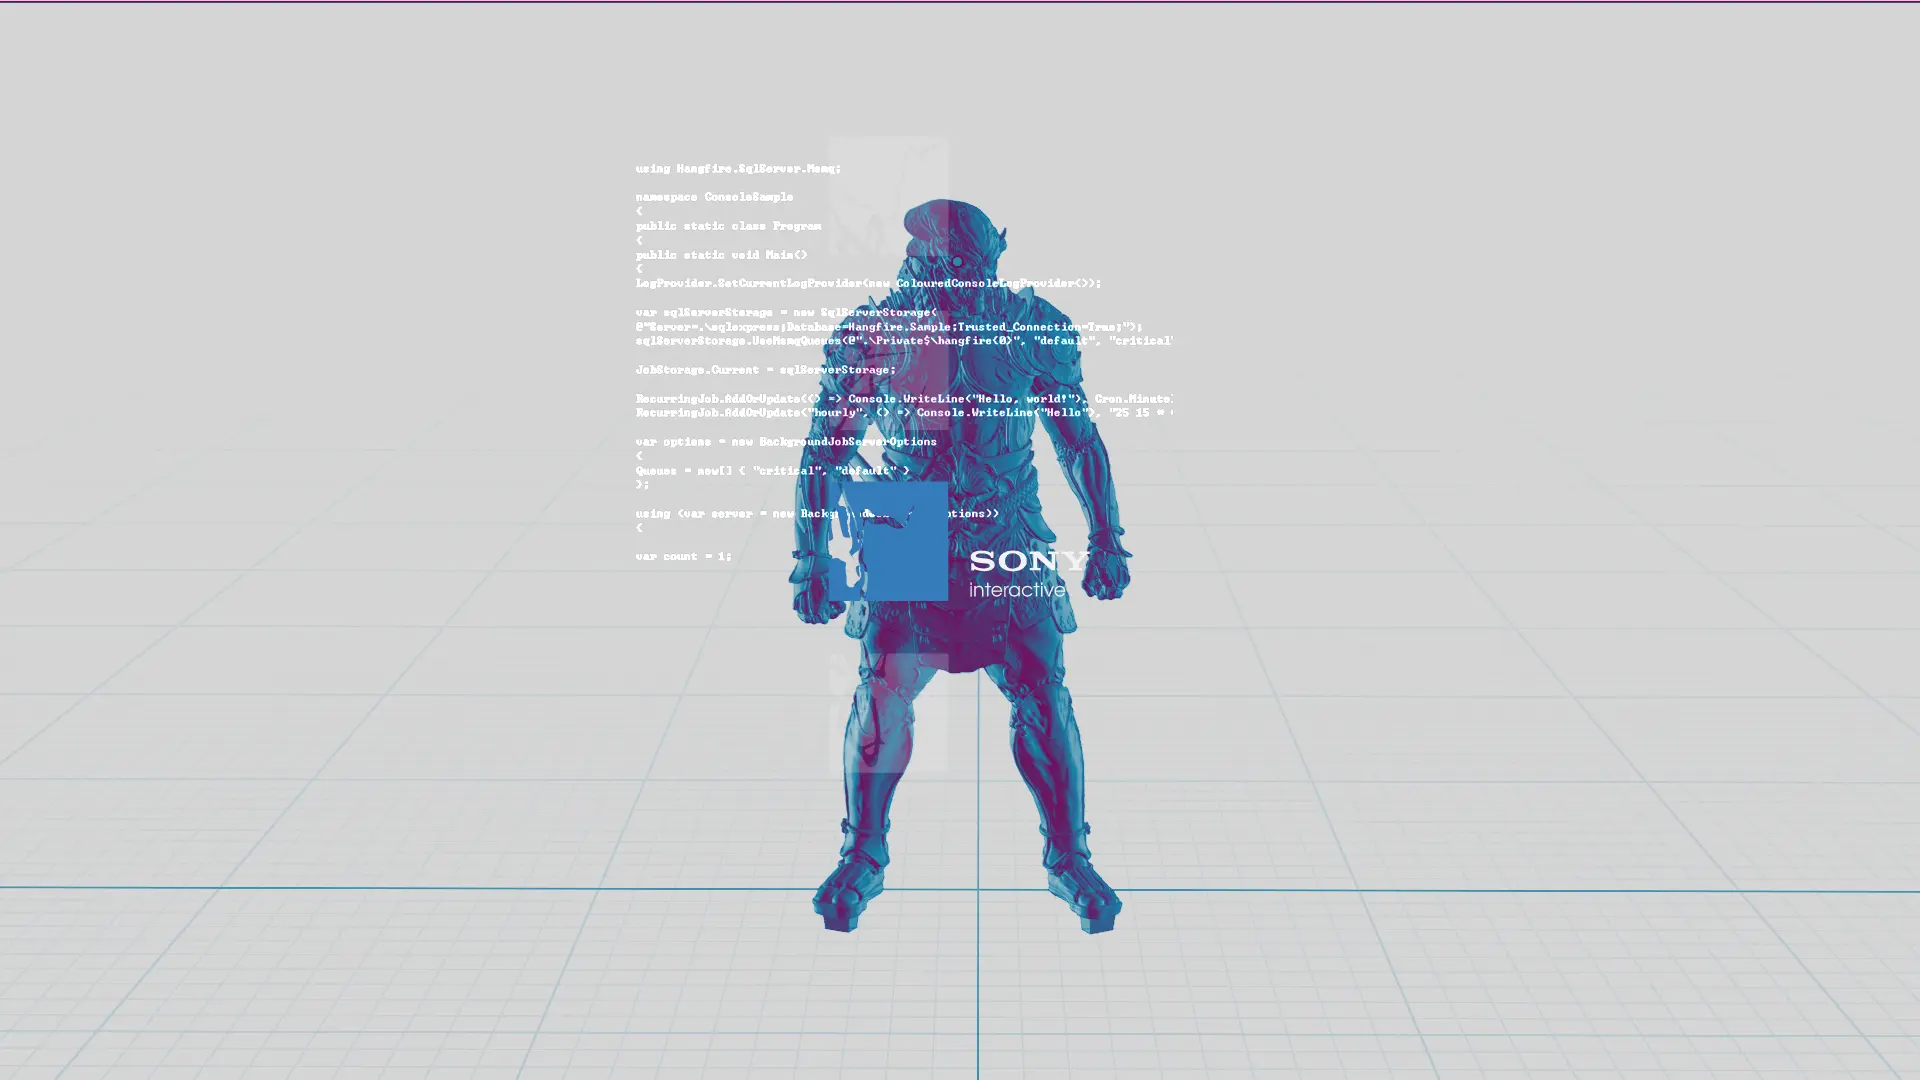 using Hangfire.SqlServer.Msmq;
namespace ConsoleSample
{
public static class Program
{
public static void Main()
{
LogProvider.SetCurrentLogProvider(new ColouredConsoleLogProvider());
var sqlServerStorage = new SqlServerStorage(
@"Server=.\sqlexpress;Database=Hangfire.Sample;Trusted_Connection=True;");
sqlServerStorage.UseMsmqQueues(@".\Private$\hangfire{0}", "default", "critical"
JobStorage.Current = sqlServerStorage;
RecurringJob.AddOrUpdate(() => Console.WriteLine("Hello, world!"), Cron.Minutel
RecurringJob.AddOrUpdate("hourly", () => Console.WriteLine("Hello"), "25 15 *
var options = new BackgroundJobServerOptions
{
Queues = new[] { "critical", "default" }
};
using (var server = new Backg ptions))
{
var count = 1;
SONY
interactive